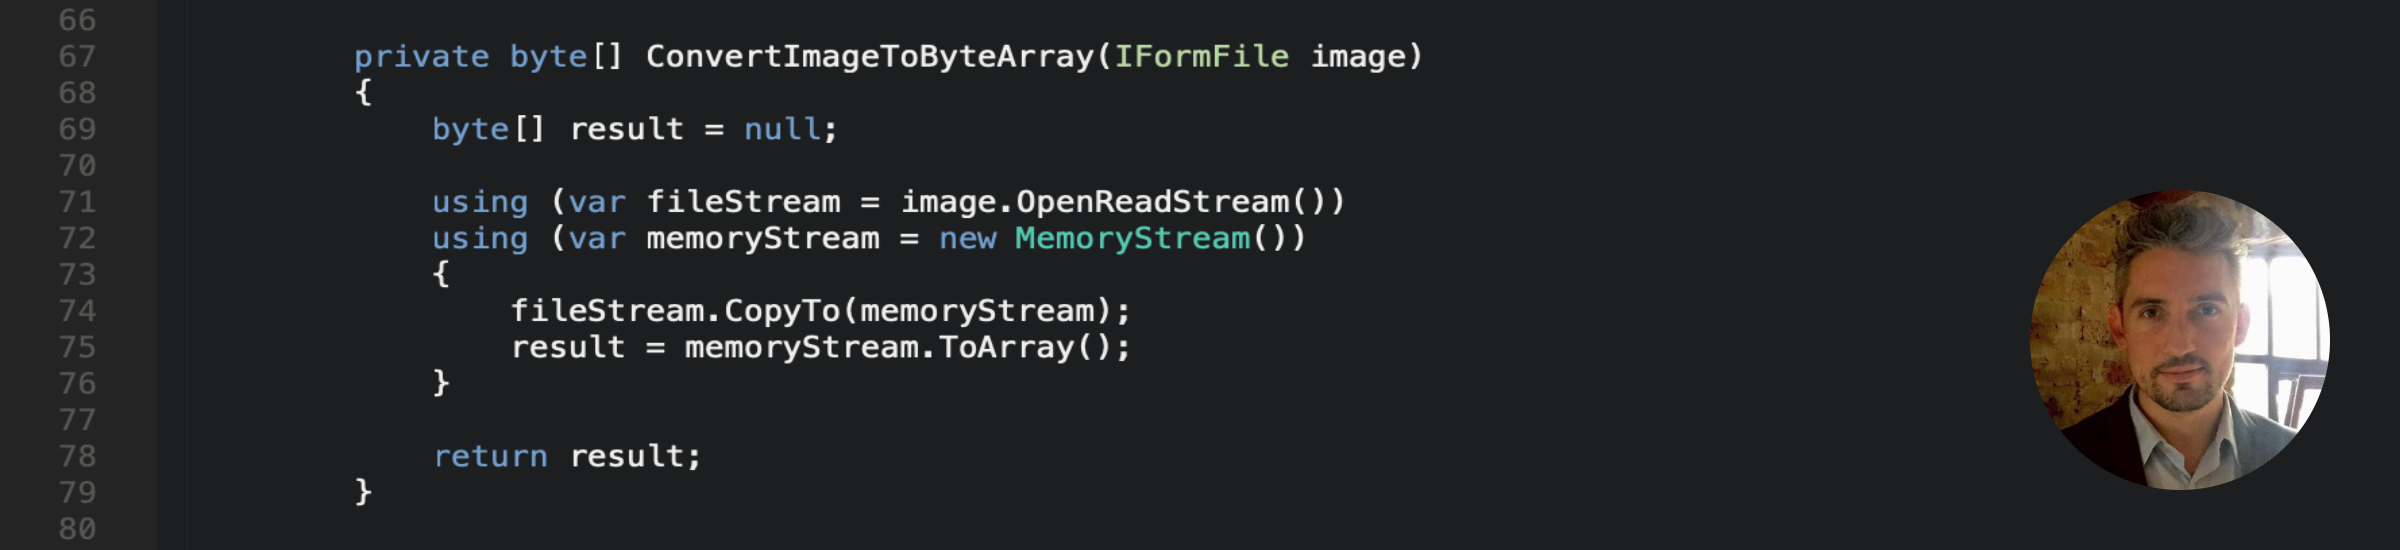 66
67 private byte[] ConvertImageToByteArray(IFormFile image)
68 {
69 byte[] result = null;
70
71 using (var fileStream = image.OpenReadStream())
72 using (var memoryStream = new MemoryStream())
73 {
74 fileStream.CopyTo(memoryStream);
75 result = memoryStream.ToArray();
76 }
77
78 return result;
79 }
80